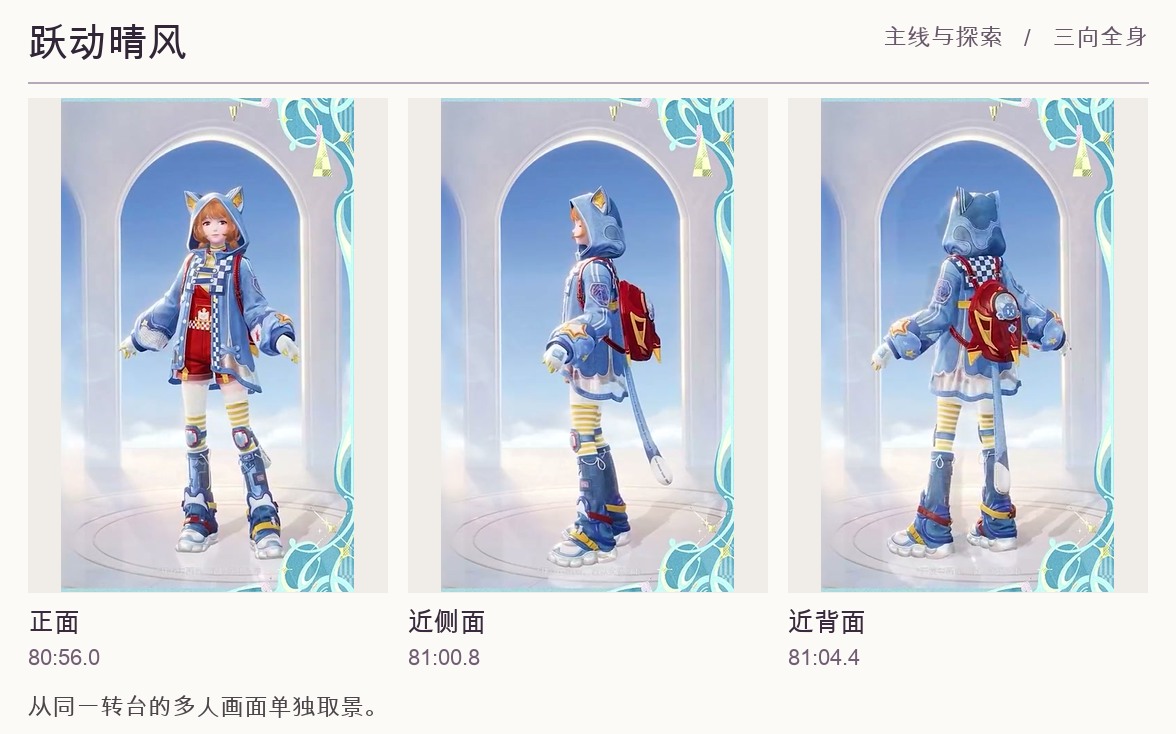 跃动晴风
主线与探索 / 三向全身
正面
80:56.0
近侧面
81:00.8
近背面
81:04.4
从同一转台的多人画面单独取景。